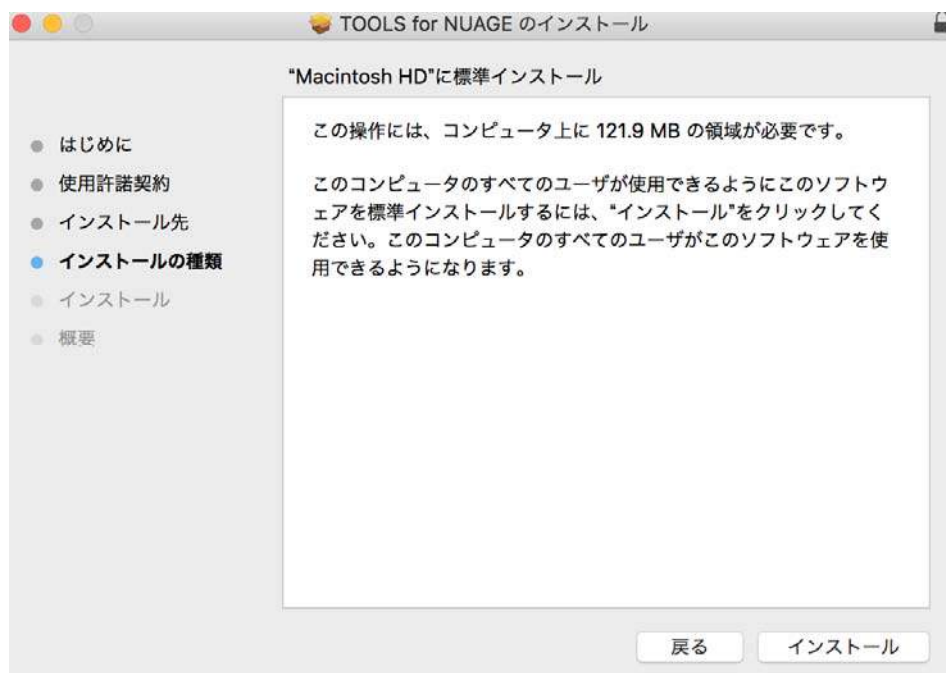 TOOLS for NUAGE のインストール
"Macintosh HD"に標準インストール
はじめに
使用許諾契約
インストール先
インストールの種類
インストール
概要
この操作には、コンピュータ上に 121.9 MB の領域が必要です。
このコンピュータのすべてのユーザが使用できるようにこのソフトウ
ェアを標準インストールするには、"インストール"をクリックしてく
ださい。このコンピュータのすべてのユーザがこのソフトウェアを使
用できるようになります。
戻る
インストール